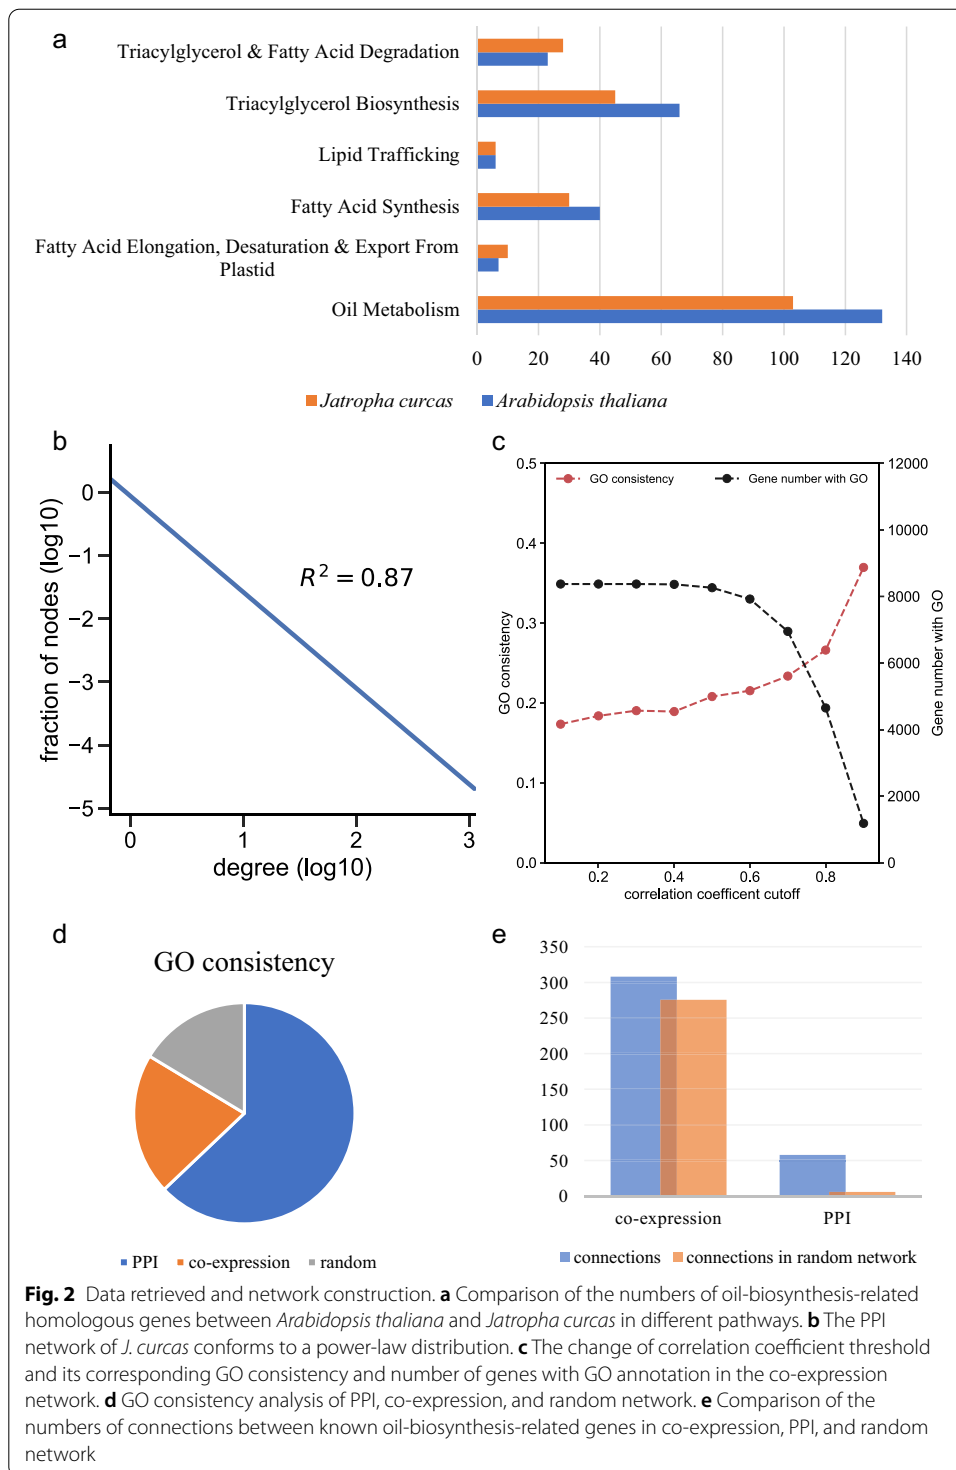 a
Triacylglycerol & Fatty Acid Degradation
Triacylglycerol Biosynthesis
Lipid Trafficking
Fatty Acid Synthesis
Fatty Acid Elongation, Desaturation & Export From
Plastid
Oil Metabolism
0 20 40 60 80 100 120 140
Jatropha curcas Arabidopsis thaliana
b
fraction of nodes (log10)
0
−1
−2
−3
−4
−5
R² = 0.87
0 1 2 3
degree (log10)
c
GO consistency
0.5
0.4
0.3
0.2
0.1
0.0
GO consistency Gene number with GO
12000
10000
8000
6000
4000
2000
0
Gene number with GO
0.2 0.4 0.6 0.8
correlation coefficent cutoff
d
GO consistency
PPI co-expression random
e
350
300
250
200
150
100
50
0
co-expression PPI
connections connections in random network
Fig. 2 Data retrieved and network construction. a Comparison of the numbers of oil-biosynthesis-related
homologous genes between Arabidopsis thaliana and Jatropha curcas in different pathways. b The PPI
network of J. curcas conforms to a power-law distribution. c The change of correlation coefficient threshold
and its corresponding GO consistency and number of genes with GO annotation in the co-expression
network. d GO consistency analysis of PPI, co-expression, and random network. e Comparison of the
numbers of connections between known oil-biosynthesis-related genes in co-expression, PPI, and random
network